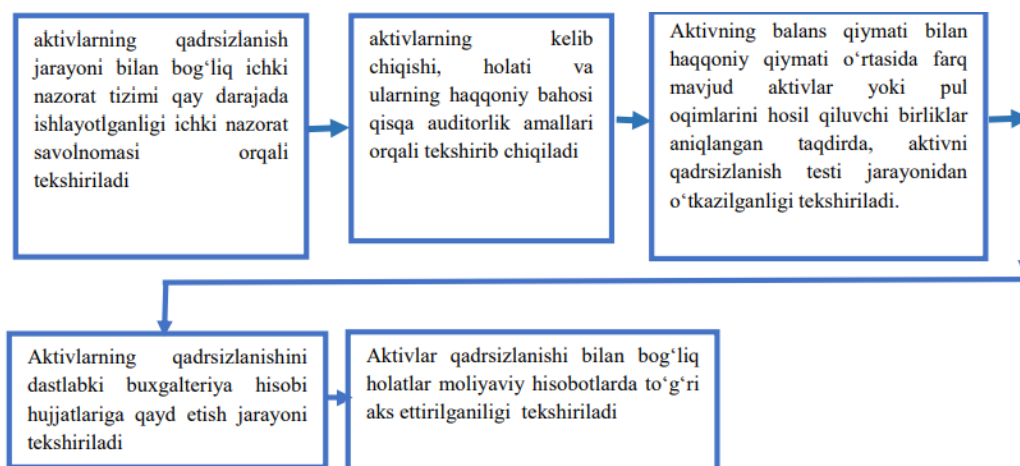 aktivlarning qadrsizlanish
jarayoni bilan bog‘liq ichki
nazorat tizimi qay darajada
ishlayotlganligi ichki nazorat
savolnomasi orqali
tekshiriladi
aktivlarning kelib
chiqishi, holati va
ularning haqqoniy bahosi
qisqa auditorlik amallari
orqali tekshirib chiqiladi
Aktivning balans qiymati bilan
haqqoniy qiymati o‘rtasida farq
mavjud aktivlar yoki pul
oqimlarini hosil qiluvchi birliklar
aniqlangan taqdirda, aktivni
qadrsizlanish testi jarayonidan
o‘tkazilganligi tekshiriladi.
Aktivlarning qadrsizlanishini
dastlabki buxgalteriya hisobi
hujjatlariga qayd etish jarayoni
tekshiriladi
Aktivlar qadrsizlanishi bilan bog‘liq
holatlar moliyaviy hisobotlarda to‘g‘ri
aks ettirilganiligi tekshiriladi